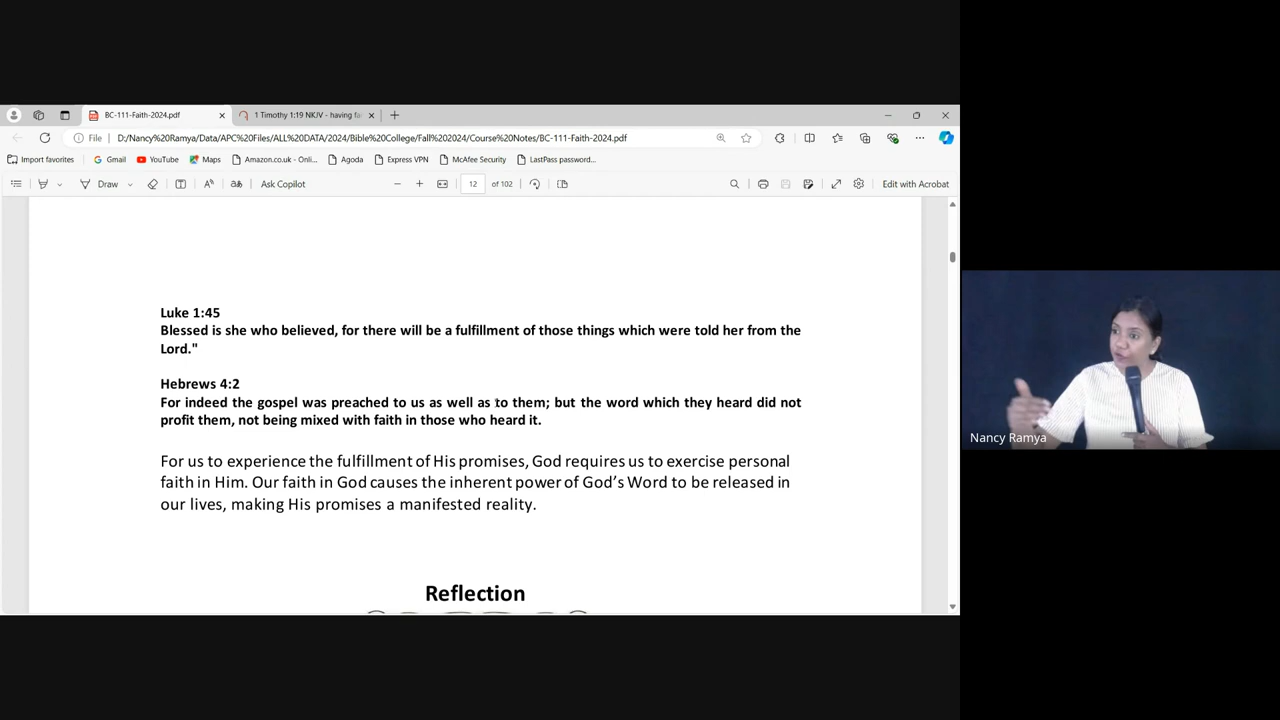 BC-111-Faith-2024.pdf
1 Timothy 1:19 NKJV - having fa
File
D:/Nancy%20Ramya/Data/APC%20Files/ALL%20DATA/2024/Bible%20College/Fall%202024/Course%20Notes/BC-111-Faith-2024.pdf
Import favorites Gmail YouTube Maps Amazon.co.uk - Onli... Agoda Express VPN McAfee Security LastPass password...
Draw Ask Copilot 12 of 102 Edit with Acrobat
Luke 1:45
Blessed is she who believed, for there will be a fulfillment of those things which were told her from the
Lord."
Hebrews 4:2
For indeed the gospel was preached to us as well as to them; but the word which they heard did not
profit them, not being mixed with faith in those who heard it.
For us to experience the fulfillment of His promises, God requires us to exercise personal
faith in Him. Our faith in God causes the inherent power of God's Word to be released in
our lives, making His promises a manifested reality.
Reflection
Nancy Ramya